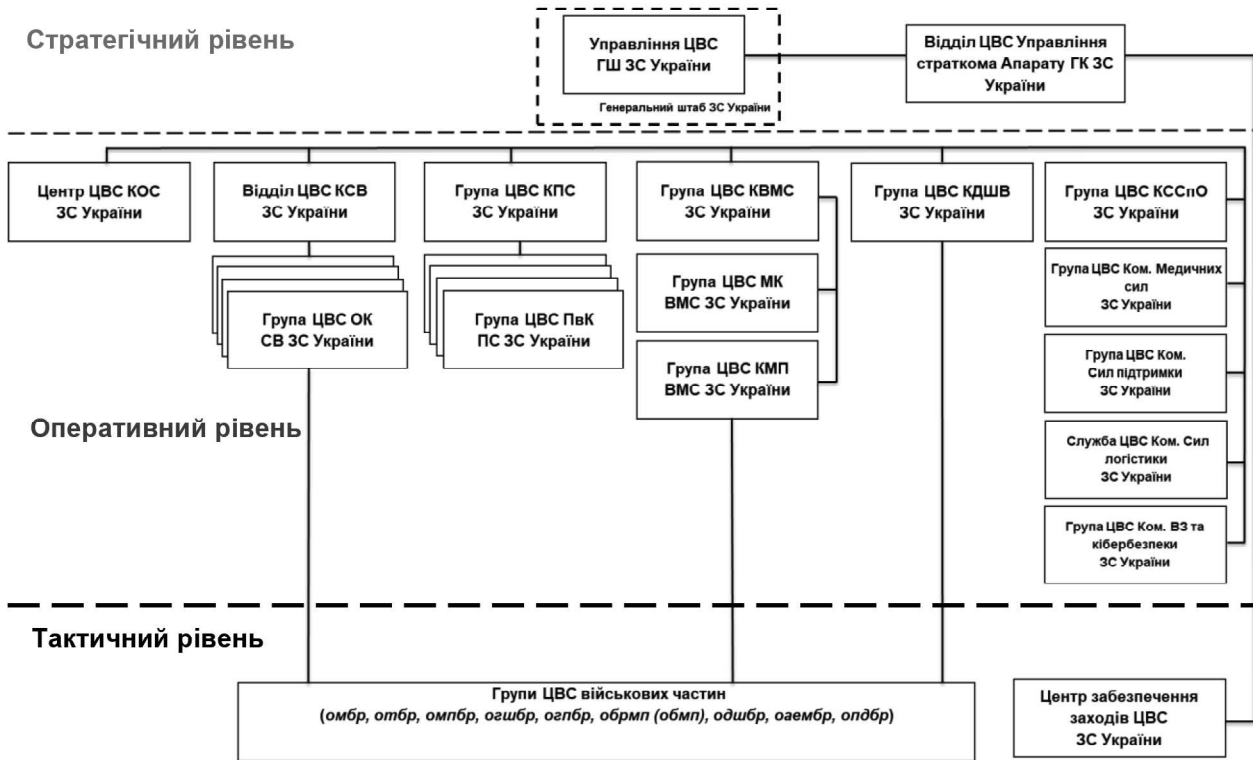 Стратегічний рівень
Управління ЦВС
ГШ ЗС України
Генеральний штаб ЗС України
Відділ ЦВС Управління
страткома Апарату ГК ЗС
України
Центр ЦВС КОС
ЗС України
Відділ ЦВС КСВ
ЗС України
Група ЦВС КПС
ЗС України
Група ЦВС КВМС
ЗС України
Група ЦВС КДШВ
ЗС України
Група ЦВС КССпО
ЗС України
Група ЦВС ОК
СВ ЗС України
Група ЦВС ПвК
ПС ЗС України
Група ЦВС МК
ВМС ЗС України
Група ЦВС КМП
ВМС ЗС України
Група ЦВС Ком. Медичних
сил
ЗС України
Група ЦВС Ком.
Сил підтримки
ЗС України
Служба ЦВС Ком. Сил
логістики
ЗС України
Група ЦВС Ком. ВЗ та
кібербезпеки
ЗС України
Оперативний рівень
Тактичний рівень
Групи ЦВС військових частин
(омбр, отбр, омпбр, огшбр, огпбр, обрмп (обмп), одшбр, оаембр, опдбр)
Центр забезпечення
заходів ЦВС
ЗС України